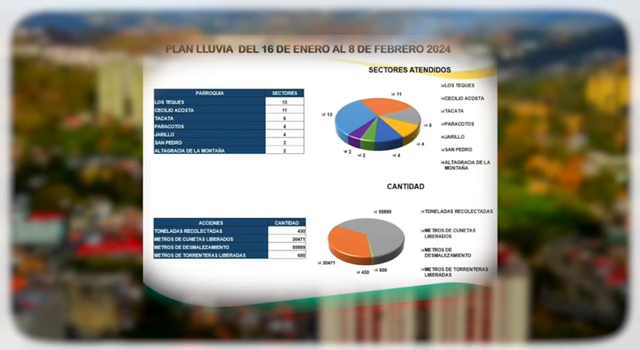 PLAN LLUVIA DEL 16 DE ENERO AL 8 DE FEBRERO 2024
SECTORES ATENDIDOS
PARROQUIA SECTORES
LOS TEQUES 13
CECILIO ACOSTA 11
TACATA 6
PARACOTOS 4
JARILLO 4
SAN PEDRO 2
ALTAGRACIA DE LA MONTAÑA 2
11
13
6
4
4
2
2
LOS TEQUES
CECILIO ACOSTA
TACATA
PARACOTOS
JARILLO
SAN PEDRO
ALTAGRACIA DE LA
MONTAÑA
CANTIDAD
ACCIONES CANTIDAD
TONELADAS RECOLECTADAS 430
METROS DE CUNETAS LIBERADOS 30471
METROS DE DESMALEZAMIENTO 55889
METROS DE TORRENTERAS LIBERADAS 600
55889
30471
430
600
TONELADAS RECOLECTADAS
METROS DE CUNETAS
LIBERADOS
METROS DE
DESMALEZAMIENTO
METROS DE TORRENTERAS
LIBERADAS